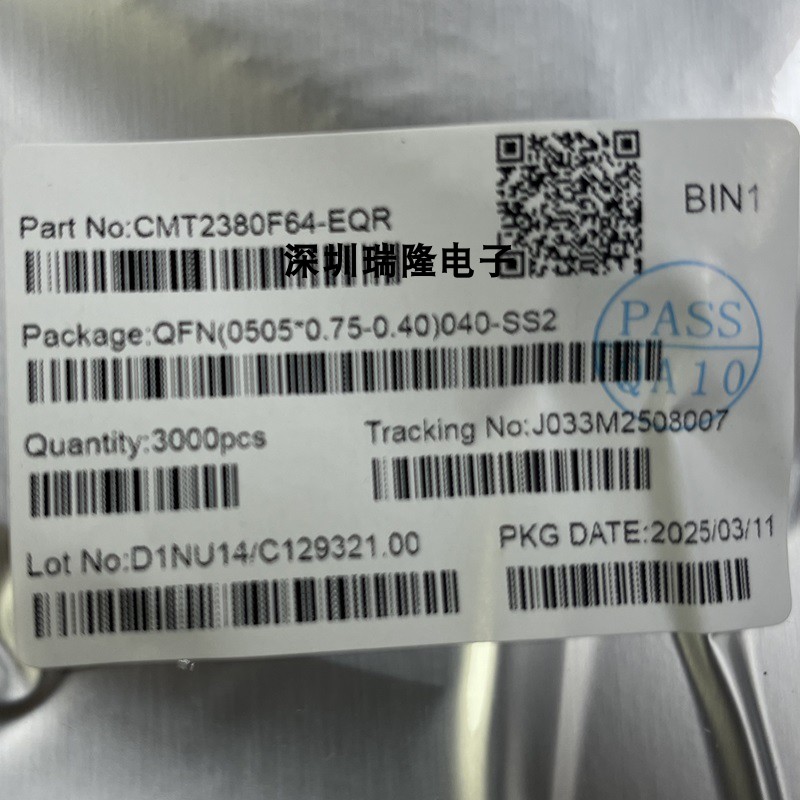 BIN1
Part No:CMT2380F64-EQR
深圳瑞隆电子
Package:QFN(0505*0.75-0.40)040-SS2
PASS
QA10
Quantity:3000pcs
Tracking No:J033M2508007
Lot No:D1NU14/C129321.00
PKG DATE:2025/03/11